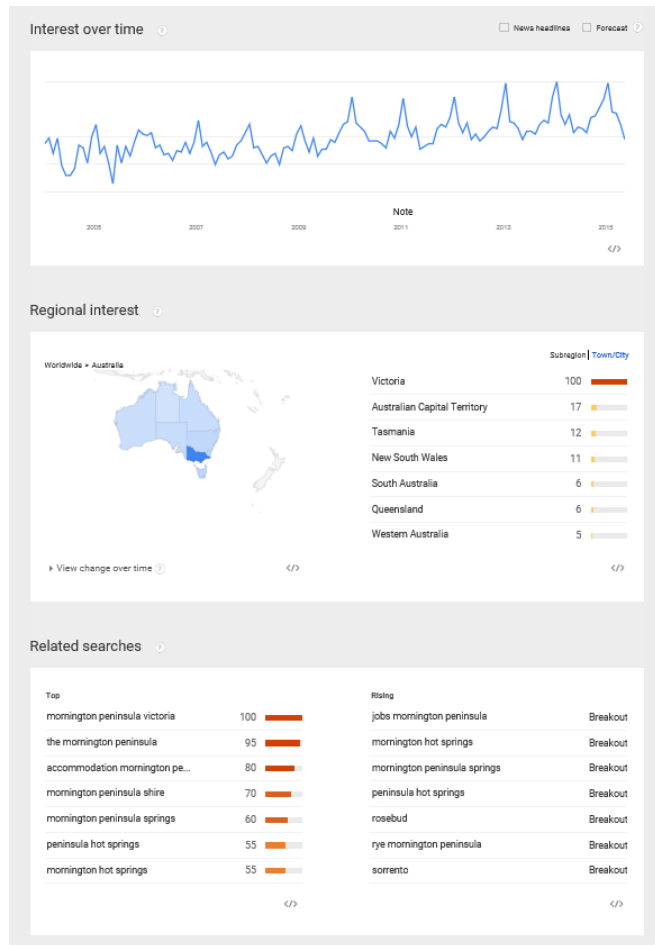 Interest over time ?
News headlines Forecast ?
Note
2005 2007 2009 2011 2013 2015
</>
Regional interest ?
Worldwide > Australia
Subregion | Town/City
Victoria 100
Australian Capital Territory 17
Tasmania 12
New South Wales 11
South Australia 6
Queensland 6
Western Australia 5
View change over time ? </>
</>
Related searches ?
Top
mornington peninsula victoria 100
the mornington peninsula 95
accommodation mornington pe... 80
mornington peninsula shire 70
mornington peninsula springs 60
peninsula hot springs 55
mornington hot springs 55
</>
Rising
jobs mornington peninsula Breakout
mornington hot springs Breakout
mornington peninsula springs Breakout
peninsula hot springs Breakout
rosebud Breakout
rye mornington peninsula Breakout
sorrento Breakout
</>